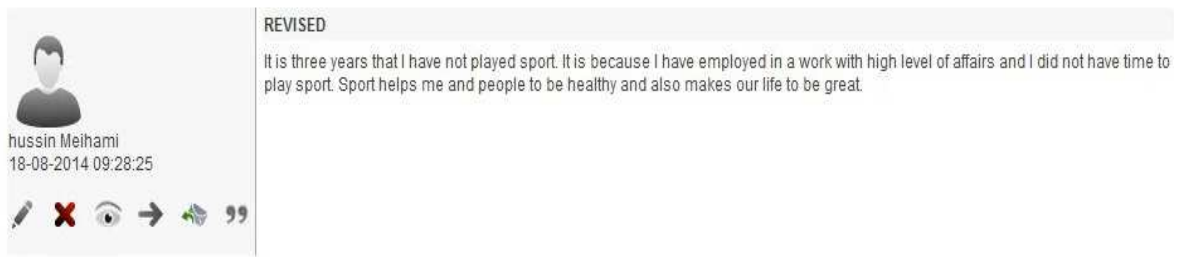 REVISED
It is three years that I have not played sport. It is because I have employed in a work with high level of affairs and I did not have time to
play sport. Sport helps me and people to be healthy and also makes our life to be great.
hussin Meihami
18-08-2014 09:28:25